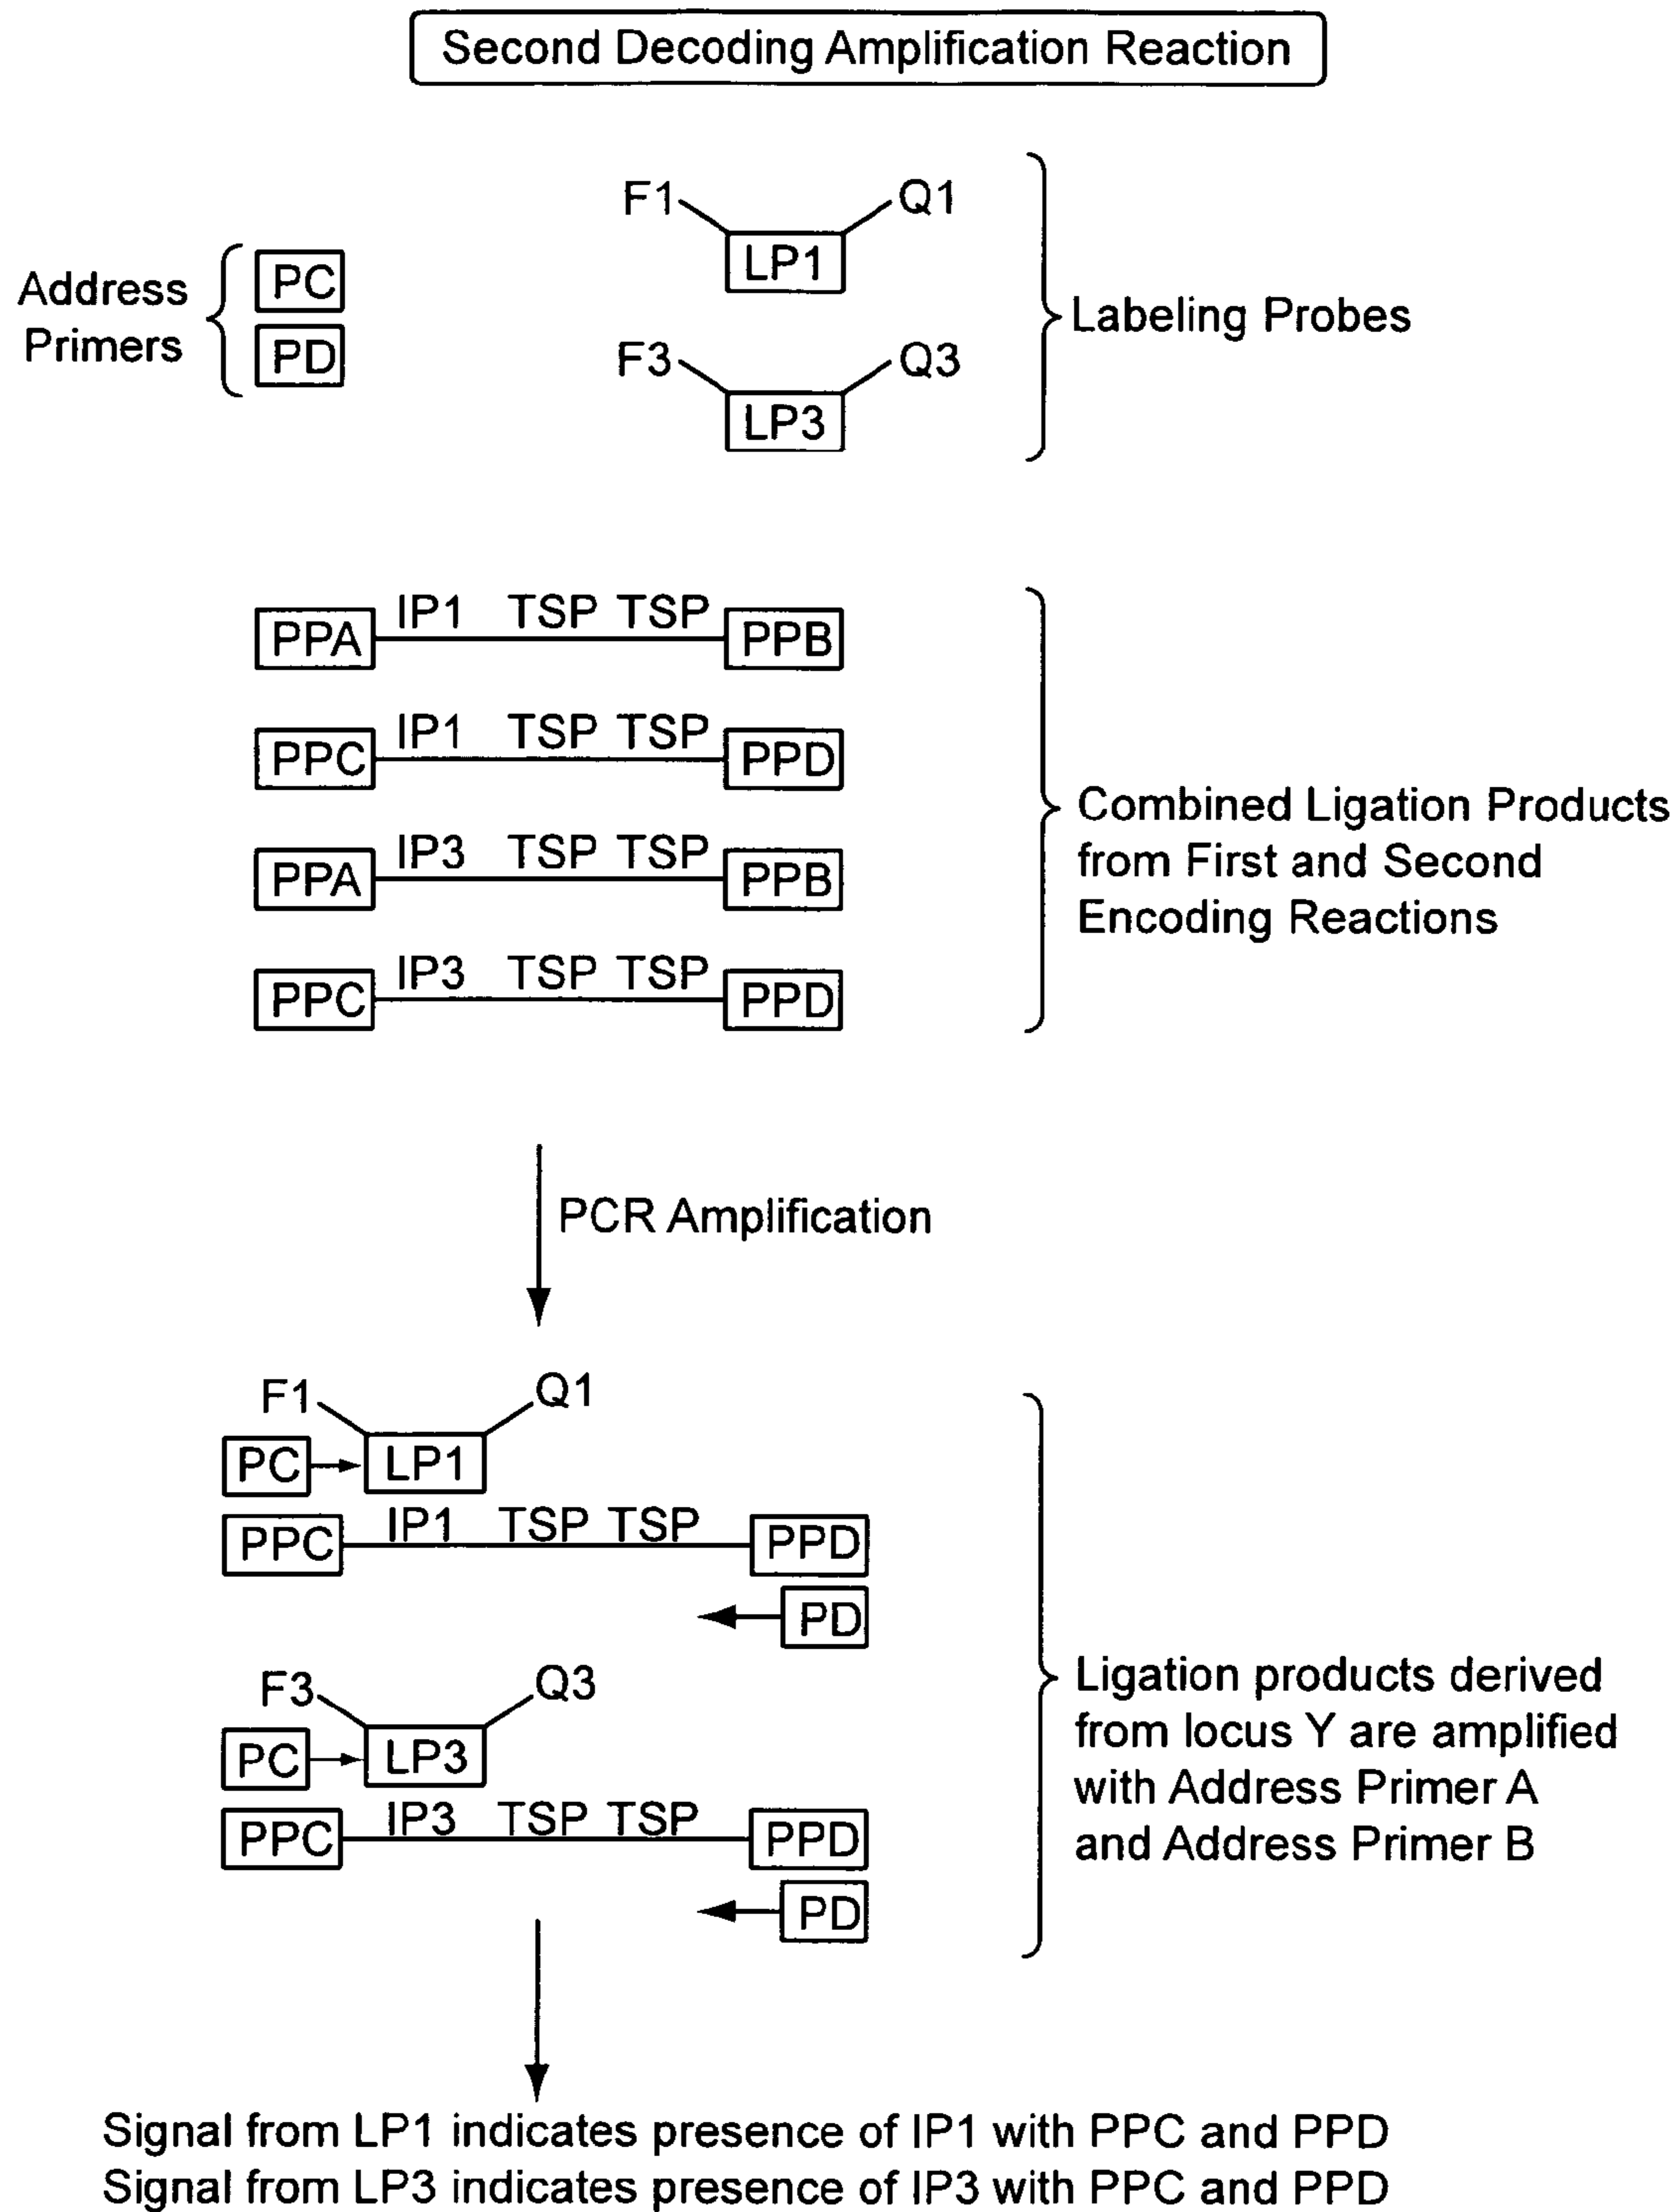 Second Decoding Amplification Reaction
F1 Q1
LP1
Address
Primers
PC
PD
F3 Q3
LP3
Labeling Probes
PPA IP1 TSP TSP PPB
PPC IP1 TSP TSP PPD
PPA IP3 TSP TSP PPB
PPC IP3 TSP TSP PPD
Combined Ligation Products
from First and Second
Encoding Reactions
PCR Amplification
F1 Q1
PC LP1
PPC IP1 TSP TSP PPD
PD
F3 Q3
PC LP3
PPC IP3 TSP TSP PPD
PD
Ligation products derived
from locus Y are amplified
with Address Primer A
and Address Primer B
Signal from LP1 indicates presence of IP1 with PPC and PPD
Signal from LP3 indicates presence of IP3 with PPC and PPD